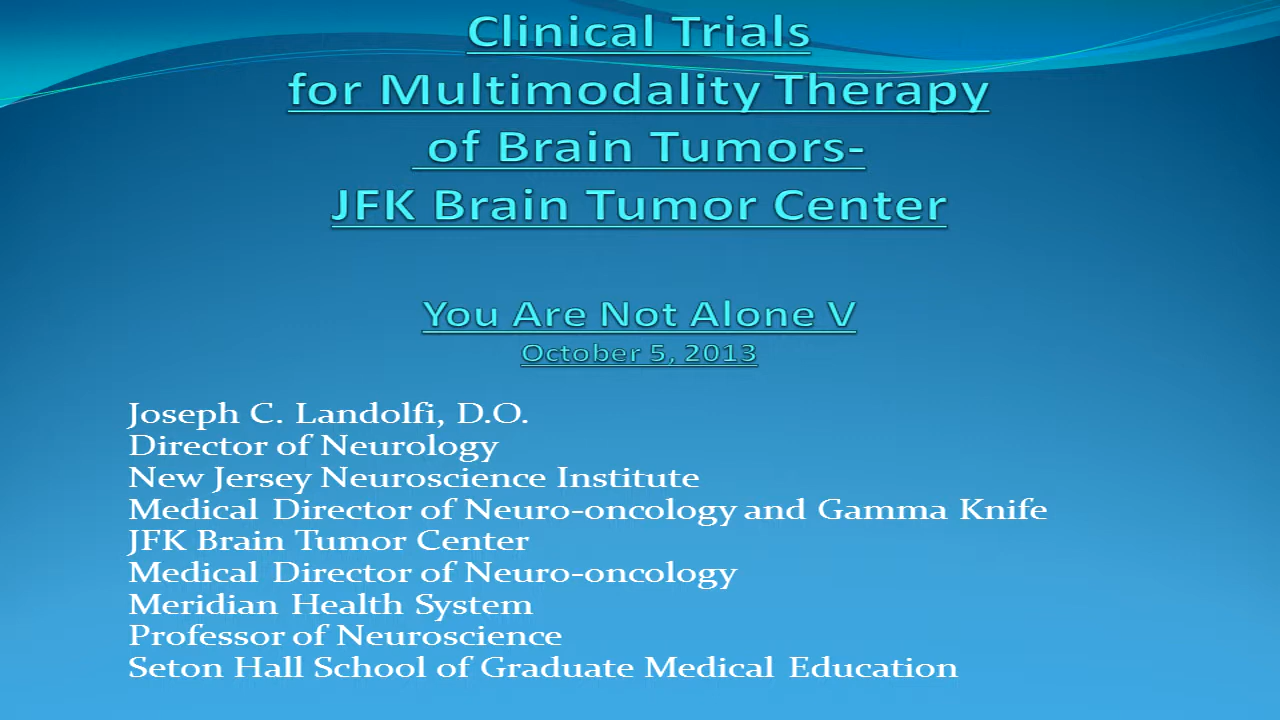 Clinical Trials
for Multimodality Therapy
of Brain Tumors-
JFK Brain Tumor Center
You Are Not Alone V
October 5, 2013
Joseph C. Landolfi, D.O.
Director of Neurology
New Jersey Neuroscience Institute
Medical Director of Neuro-oncology and Gamma Knife
JFK Brain Tumor Center
Medical Director of Neuro-oncology
Meridian Health System
Professor of Neuroscience
Seton Hall School of Graduate Medical Education